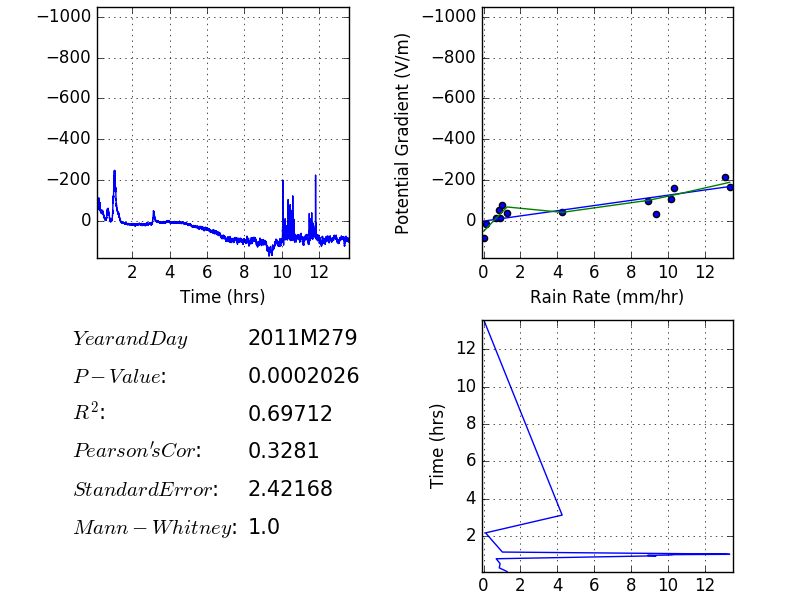 −1000
−800
−600
−400
−200
0
2 4 6 8 10 12
Time (hrs)
Potential Gradient (V/m)
−1000
−800
−600
−400
−200
0
0 2 4 6 8 10 12
Rain Rate (mm/hr)
YearandDay 2011M279
P−Value: 0.0002026
R²: 0.69712
Pearson'sCor: 0.3281
StandardError: 2.42168
Mann−Whitney: 1.0
Time (hrs)
12
10
8
6
4
2
0 2 4 6 8 10 12